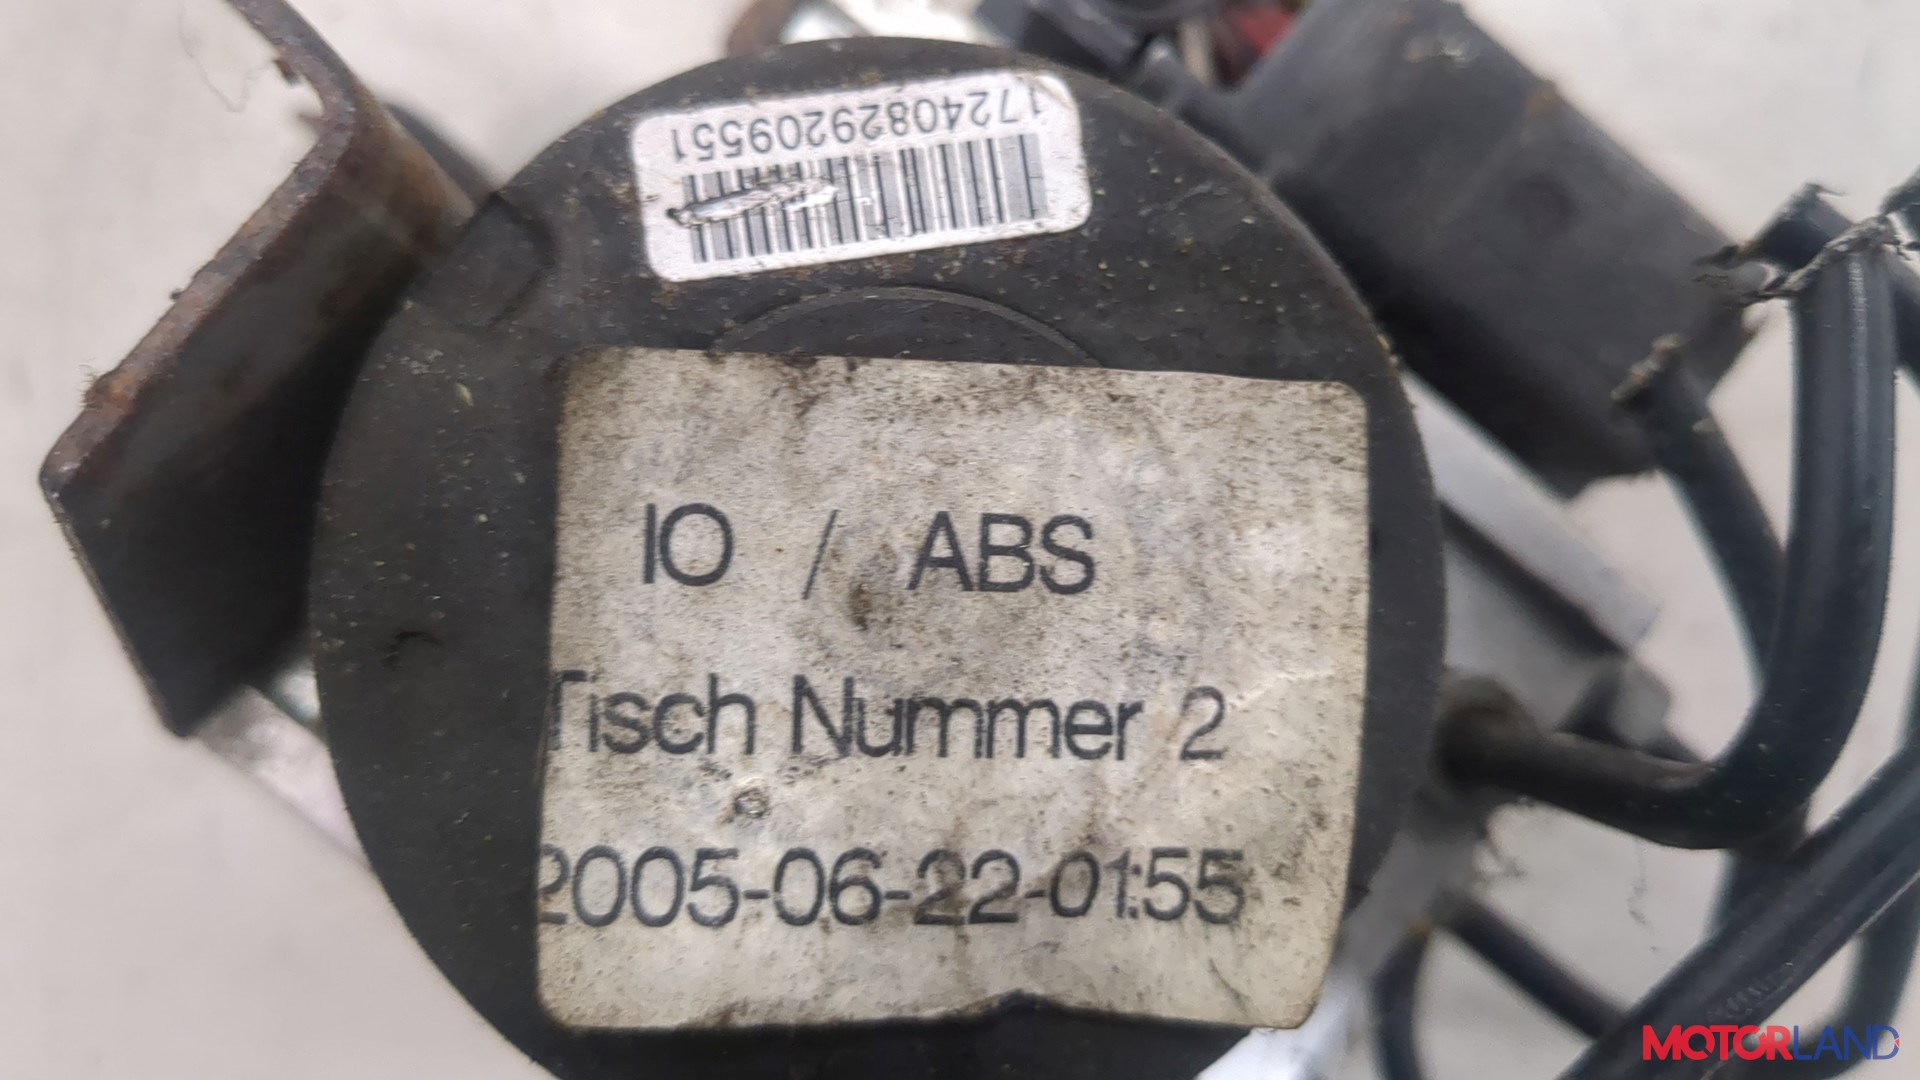 17240829209551
IO / ABS
Tisch Nummer 2
2005-06-22-01:55
MOTORLAND